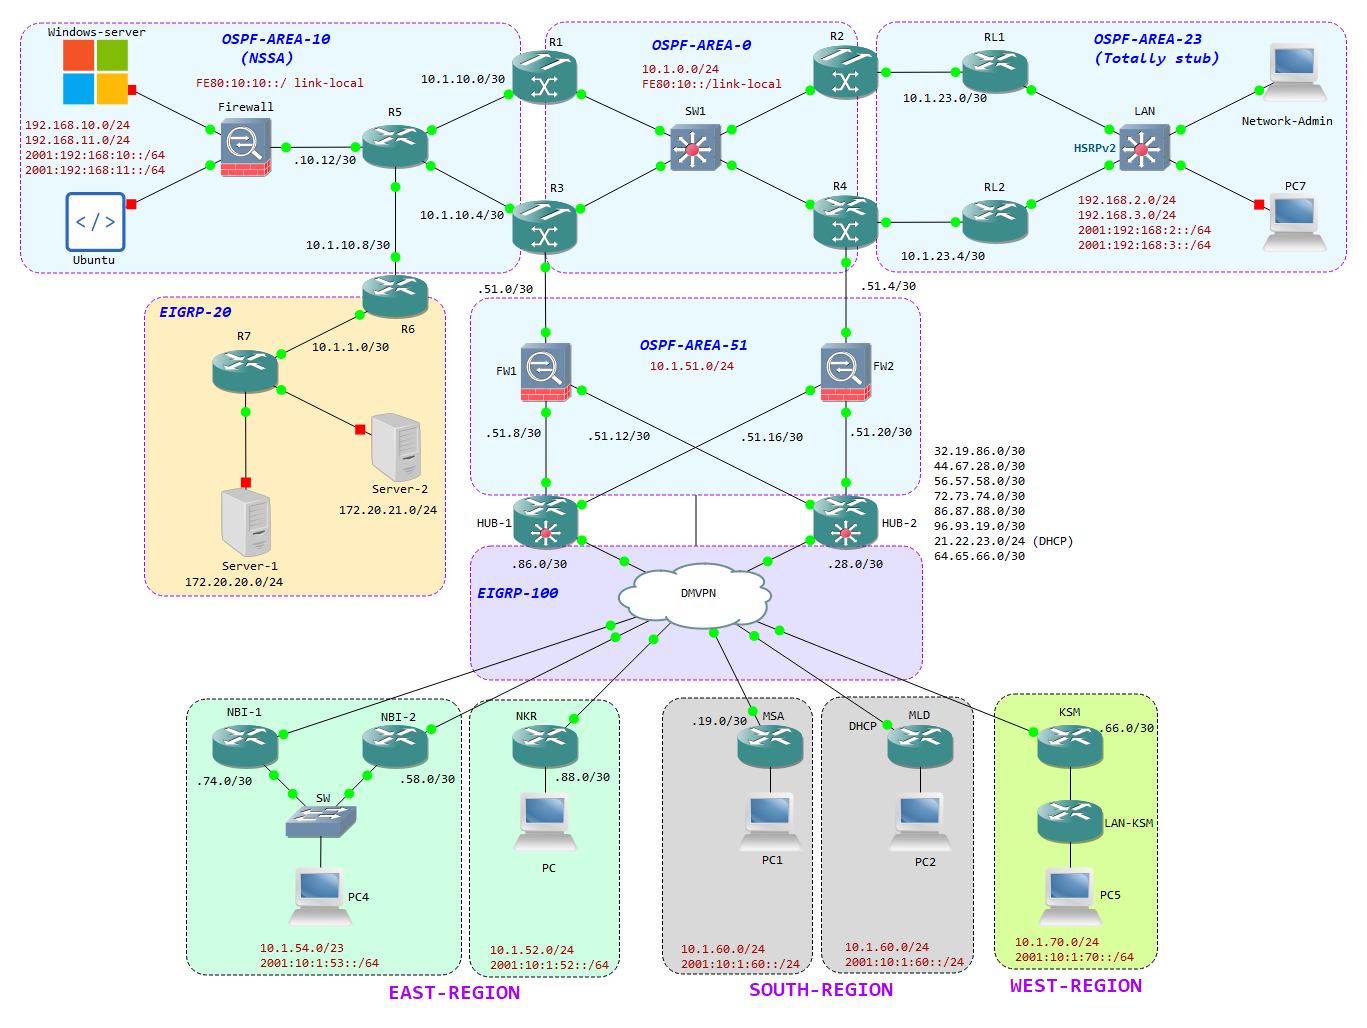 Windows-server
OSPF-AREA-10
(NSSA)
FE80:10:10::/ link-local
Firewall
192.168.10.0/24
192.168.11.0/24
2001:192:168:10::/64
2001:192:168:11::/64
Ubuntu
</>
R5
.10.12/30
10.1.10.0/30
10.1.10.4/30
10.1.10.8/30
R1
R3
OSPF-AREA-0
10.1.0.0/24
FE80:10::/link-local
SW1
R2
R4
OSPF-AREA-23
(Totally stub)
RL1
10.1.23.0/30
LAN
HSRPv2
Network-Admin
RL2
PC7
192.168.2.0/24
192.168.3.0/24
2001:192:168:2::/64
2001:192:168:3::/64
10.1.23.4/30
EIGRP-20
R6
R7
10.1.1.0/30
Server-2
172.20.21.0/24
Server-1
172.20.20.0/24
.51.0/30
.51.4/30
OSPF-AREA-51
10.1.51.0/24
FW1
FW2
.51.8/30
.51.12/30
.51.16/30
.51.20/30
HUB-1
HUB-2
32.19.86.0/30
44.67.28.0/30
56.57.58.0/30
72.73.74.0/30
86.87.88.0/30
96.93.19.0/30
21.22.23.0/24 (DHCP)
64.65.66.0/30
.86.0/30
.28.0/30
EIGRP-100
DMVPN
NBI-1
NBI-2
.74.0/30
.58.0/30
SW
PC4
10.1.54.0/23
2001:10:1:53::/64
NKR
.88.0/30
PC
10.1.52.0/24
2001:10:1:52::/64
EAST-REGION
.19.0/30
MSA
PC1
10.1.60.0/24
2001:10:1:60::/24
DHCP
MLD
PC2
10.1.60.0/24
2001:10:1:60::/24
SOUTH-REGION
KSM
.66.0/30
LAN-KSM
PC5
10.1.70.0/24
2001:10:1:70::/64
WEST-REGION